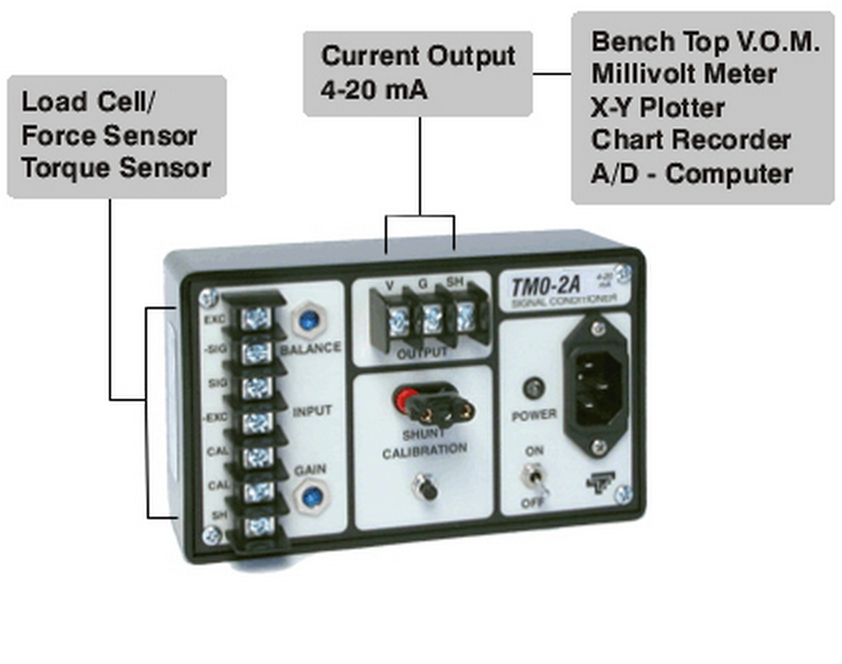 Current Output
4-20 mA
Bench Top V.O.M.
Millivolt Meter
X-Y Plotter
Chart Recorder
A/D - Computer
Load Cell/
Force Sensor
Torque Sensor
EXC
-SIG
SIG
-EXC
CAL
CAL
SH
BALANCE
INPUT
GAIN
V G SH
OUTPUT
SHUNT
CALIBRATION
TMO-2A
4-20
mA
SIGNAL CONDITIONER
POWER
ON
OFF